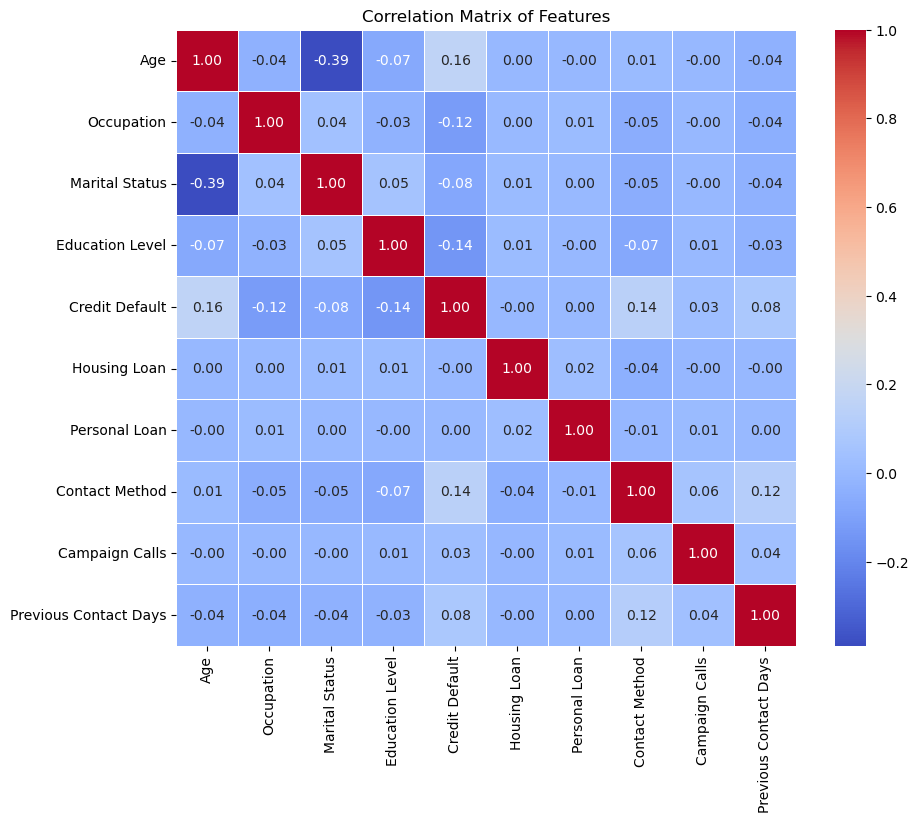 Correlation Matrix of Features
Age 1.00 -0.04 -0.39 -0.07 0.16 0.00 -0.00 0.01 -0.00 -0.04
Occupation -0.04 1.00 0.04 -0.03 -0.12 0.00 0.01 -0.05 -0.00 -0.04
Marital Status -0.39 0.04 1.00 0.05 -0.08 0.01 0.00 -0.05 -0.00 -0.04
Education Level -0.07 -0.03 0.05 1.00 -0.14 0.01 -0.00 -0.07 0.01 -0.03
Credit Default 0.16 -0.12 -0.08 -0.14 1.00 -0.00 0.00 0.14 0.03 0.08
Housing Loan 0.00 0.00 0.01 0.01 -0.00 1.00 0.02 -0.04 -0.00 -0.00
Personal Loan -0.00 0.01 0.00 -0.00 0.00 0.02 1.00 -0.01 0.01 0.00
Contact Method 0.01 -0.05 -0.05 -0.07 0.14 -0.04 -0.01 1.00 0.06 0.12
Campaign Calls -0.00 -0.00 -0.00 0.01 0.03 -0.00 0.01 0.06 1.00 0.04
Previous Contact Days -0.04 -0.04 -0.04 -0.03 0.08 -0.00 0.00 0.12 0.04 1.00
Age
Occupation
Marital Status
Education Level
Credit Default
Housing Loan
Personal Loan
Contact Method
Campaign Calls
Previous Contact Days
1.0
0.8
0.6
0.4
0.2
0.0
−0.2